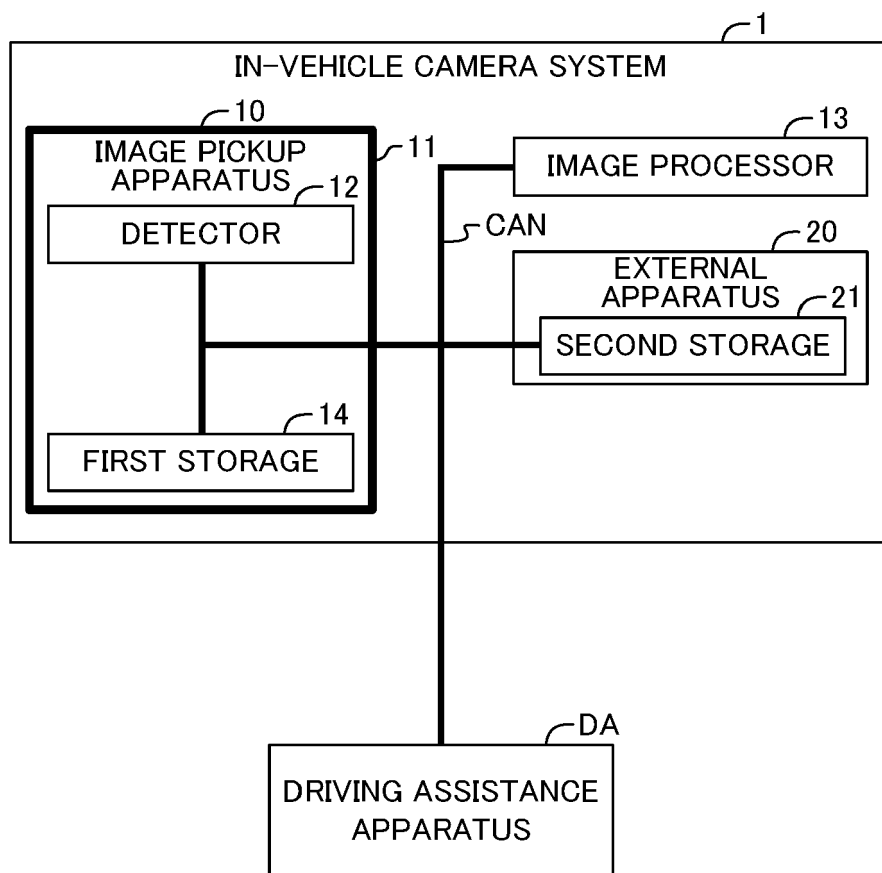 1
IN-VEHICLE CAMERA SYSTEM
10
IMAGE PICKUP
APPARATUS
11
12
DETECTOR
14
FIRST STORAGE
13
IMAGE PROCESSOR
CAN
20
EXTERNAL
APPARATUS
21
SECOND STORAGE
DA
DRIVING ASSISTANCE
APPARATUS